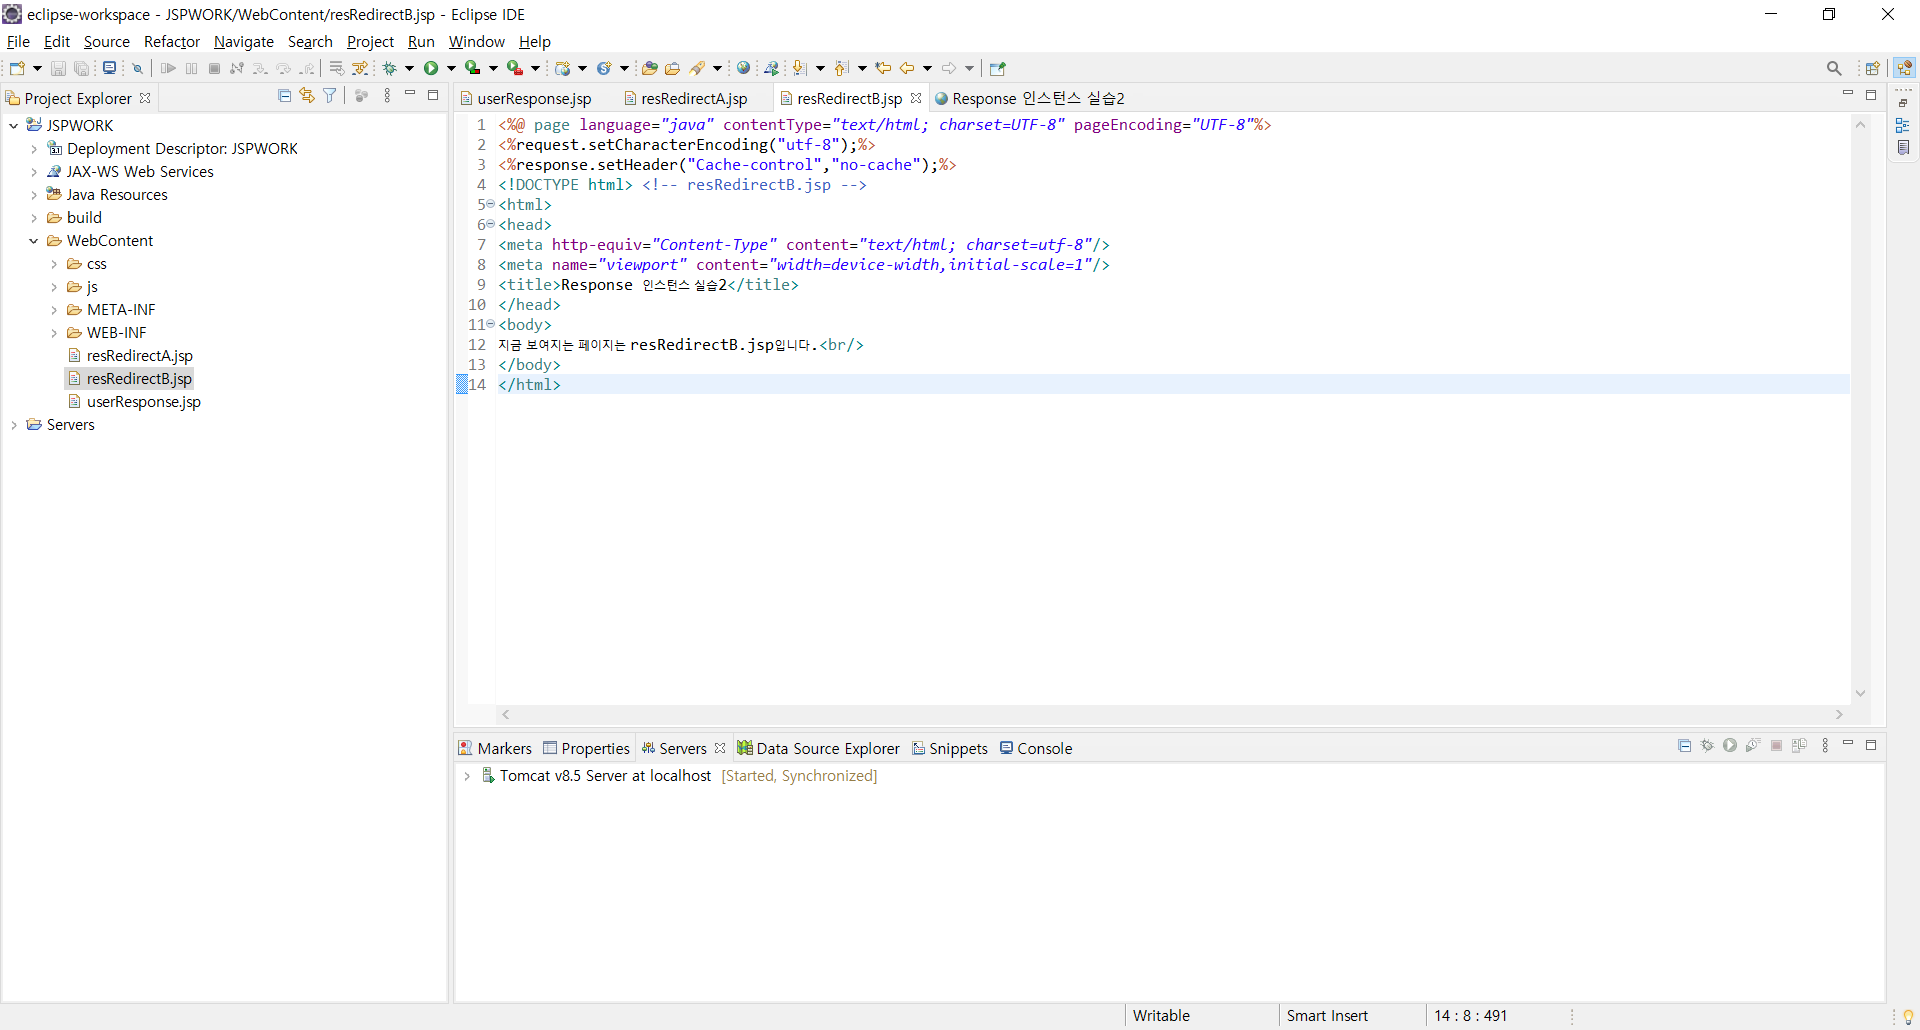 eclipse-workspace - JSPWORK/WebContent/resRedirectB.jsp - Eclipse IDE
File Edit Source Refactor Navigate Search Project Run Window Help
Project Explorer
JSPWORK
Deployment Descriptor: JSPWORK
JAX-WS Web Services
Java Resources
build
WebContent
css
js
META-INF
WEB-INF
resRedirectA.jsp
resRedirectB.jsp
userResponse.jsp
Servers
userResponse.jsp resRedirectA.jsp resRedirectB.jsp Response 인스턴스 실습2
1 <%@ page language="java" contentType="text/html; charset=UTF-8" pageEncoding="UTF-8"%>
2 <%request.setCharacterEncoding("utf-8");%>
3 <%response.setHeader("Cache-control","no-cache");%>
4 <!DOCTYPE html> <!-- resRedirectB.jsp -->
5 <html>
6 <head>
7 <meta http-equiv="Content-Type" content="text/html; charset=utf-8"/>
8 <meta name="viewport" content="width=device-width,initial-scale=1"/>
9 <title>Response 인스턴스 실습2</title>
10 </head>
11 <body>
12 지금 보여지는 페이지는 resRedirectB.jsp입니다.<br/>
13 </body>
14 </html>
Markers Properties Servers Data Source Explorer Snippets Console
Tomcat v8.5 Server at localhost [Started, Synchronized]
Writable Smart Insert 14 : 8 : 491